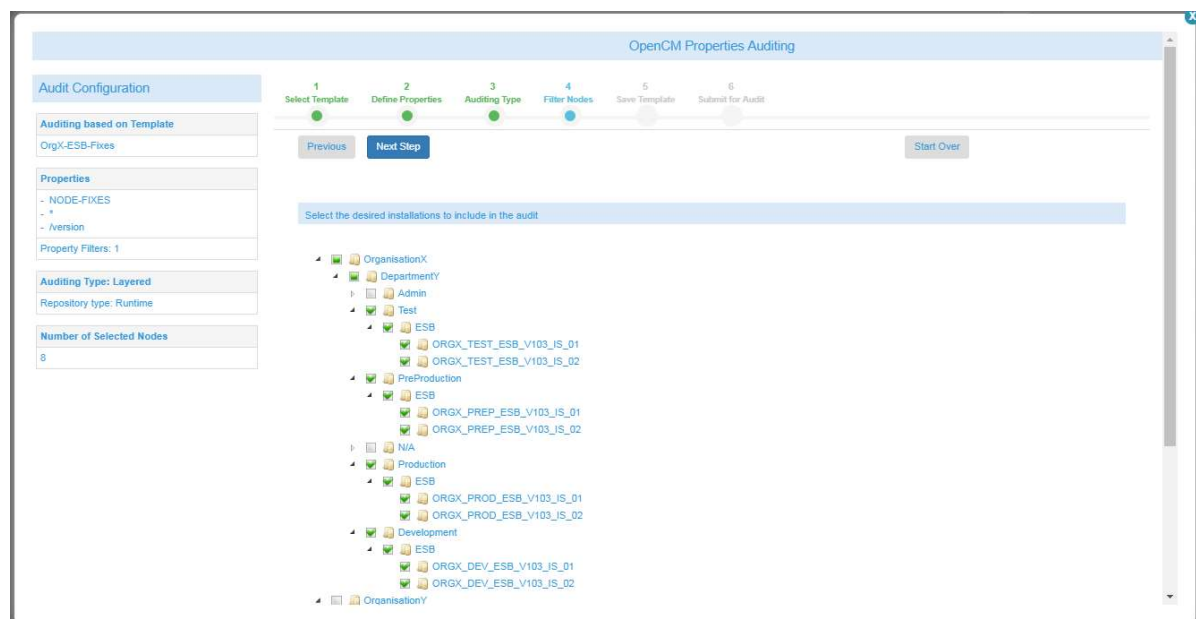 X
OpenCM Properties Auditing
Audit Configuration
Auditing based on Template
OrgX-ESB-Fixes
Properties
- NODE-FIXES
- *
- /version
Property Filters: 1
Auditing Type: Layered
Repository type: Runtime
Number of Selected Nodes
8
1 2 3 4 5 6
Select Template Define Properties Auditing Type Filter Nodes Save Template Submit for Audit
Previous Next Step Start Over
Select the desired installations to include in the audit
OrganisationX
DepartmentY
Admin
Test
ESB
ORGX_TEST_ESB_V103_IS_01
ORGX_TEST_ESB_V103_IS_02
PreProduction
ESB
ORGX_PREP_ESB_V103_IS_01
ORGX_PREP_ESB_V103_IS_02
N/A
Production
ESB
ORGX_PROD_ESB_V103_IS_01
ORGX_PROD_ESB_V103_IS_02
Development
ESB
ORGX_DEV_ESB_V103_IS_01
ORGX_DEV_ESB_V103_IS_02
OrganisationY